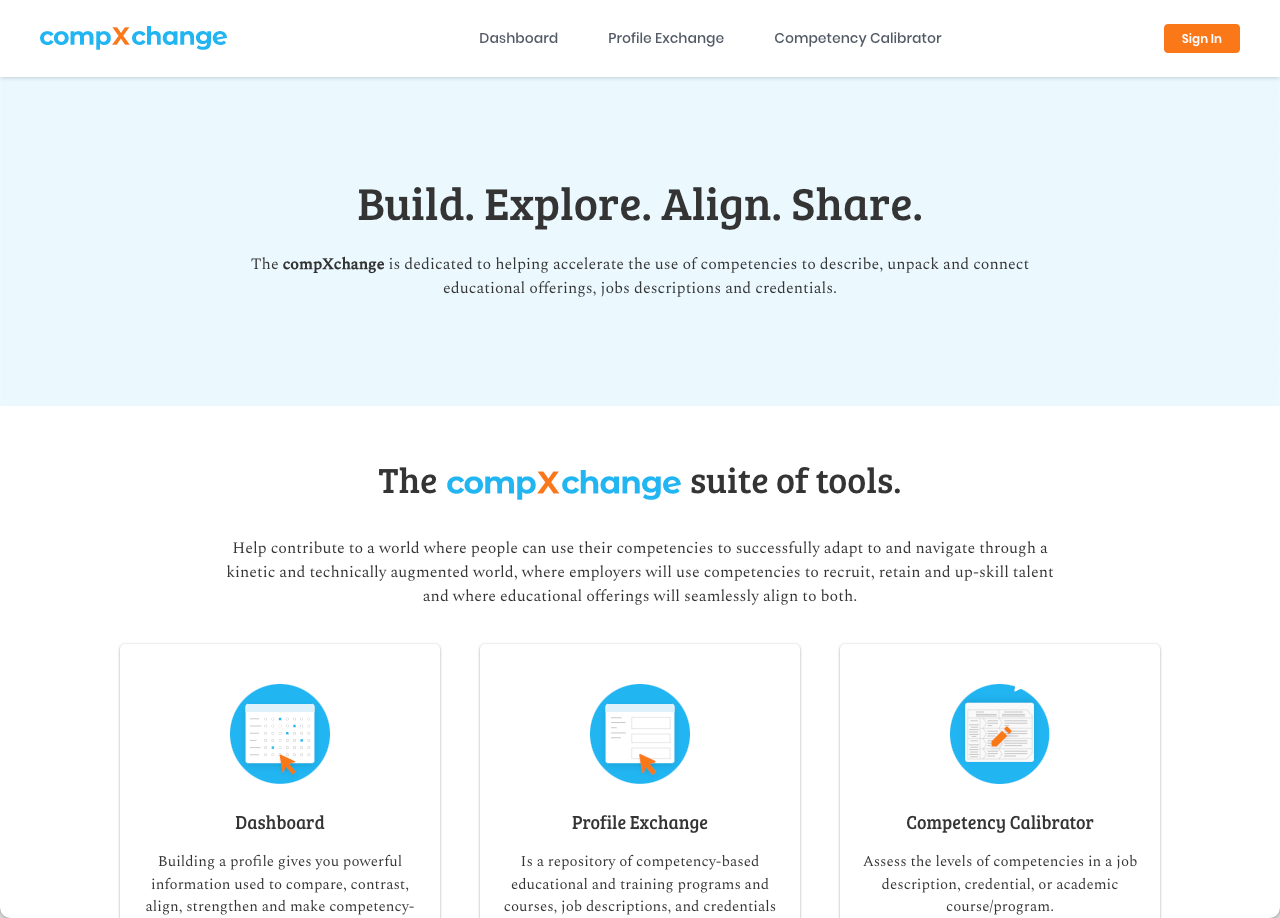 compXchange
Dashboard
Profile Exchange
Competency Calibrator
Sign In
Build. Explore. Align. Share.
The compXchange is dedicated to helping accelerate the use of competencies to describe, unpack and connect
educational offerings, jobs descriptions and credentials.
The compXchange suite of tools.
Help contribute to a world where people can use their competencies to successfully adapt to and navigate through a
kinetic and technically augmented world, where employers will use competencies to recruit, retain and up-skill talent
and where educational offerings will seamlessly align to both.
Dashboard
Building a profile gives you powerful
information used to compare, contrast,
align, strengthen and make competency-
Profile Exchange
Is a repository of competency-based
educational and training programs and
courses, job descriptions, and credentials
Competency Calibrator
Assess the levels of competencies in a job
description, credential, or academic
course/program.